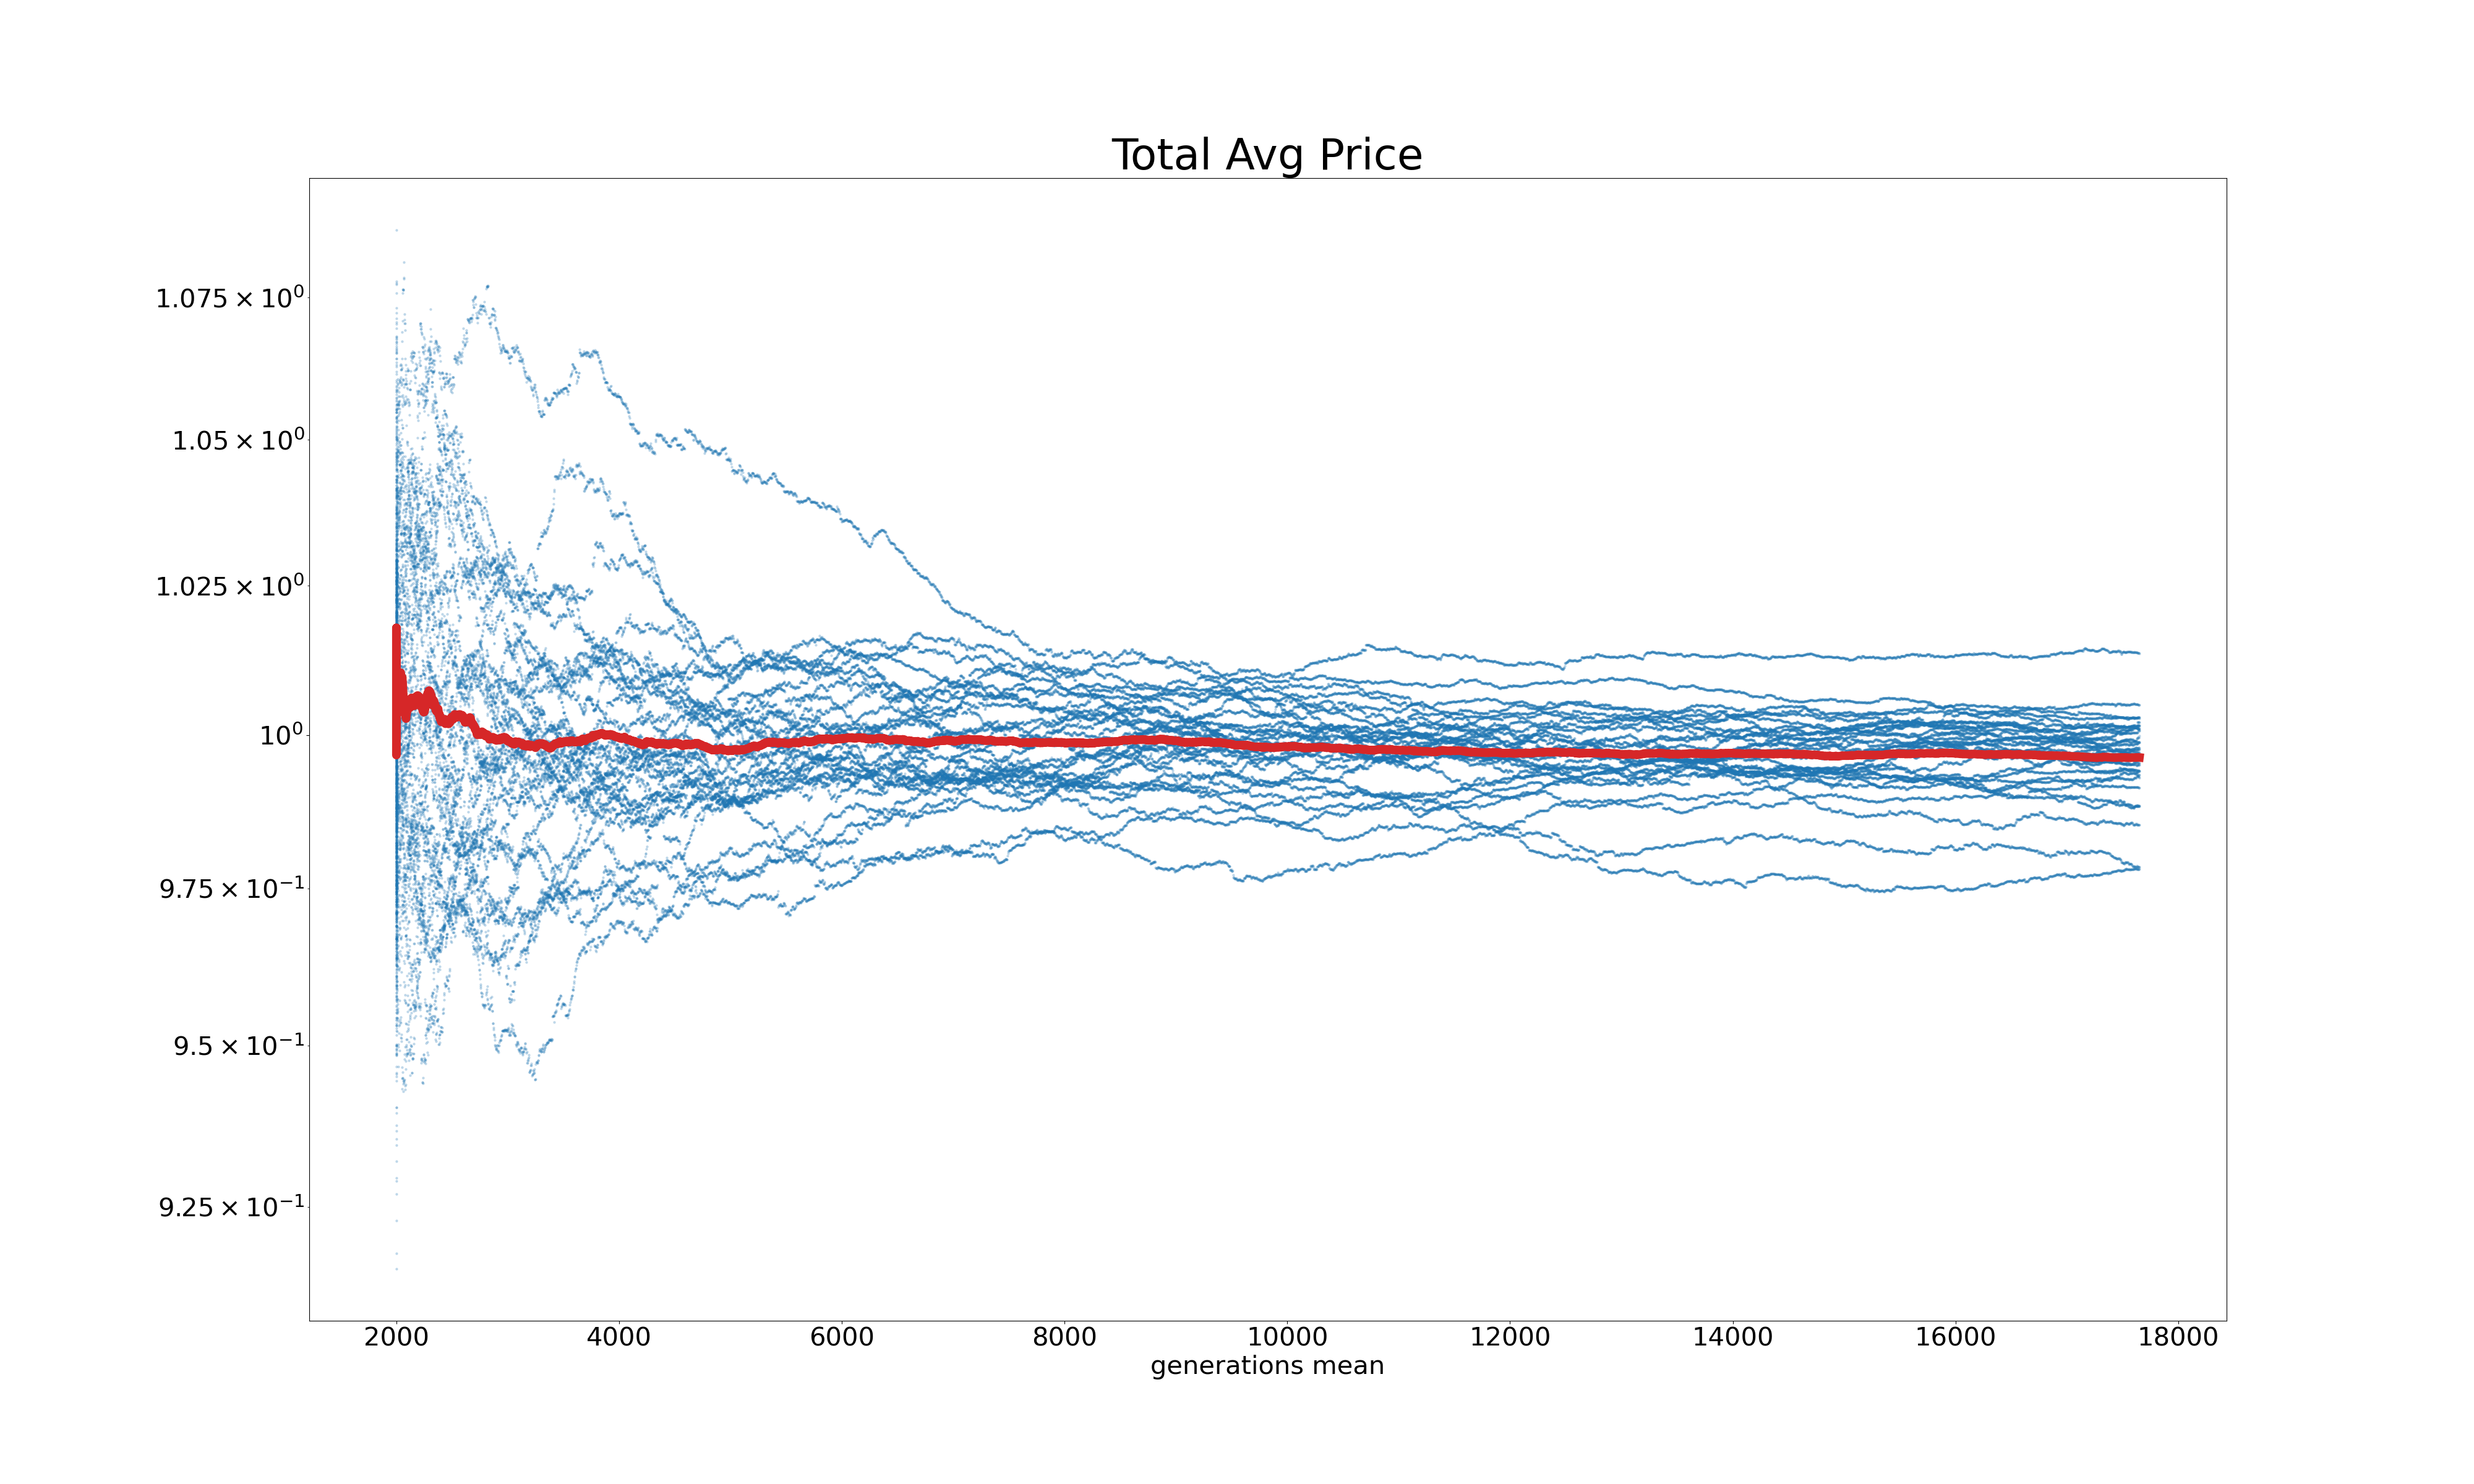 Total Avg Price
1.075 × 10⁰
1.05 × 10⁰
1.025 × 10⁰
10⁰
9.75 × 10⁻¹
9.5 × 10⁻¹
9.25 × 10⁻¹
2000 4000 6000 8000 10000 12000 14000 16000 18000
generations mean